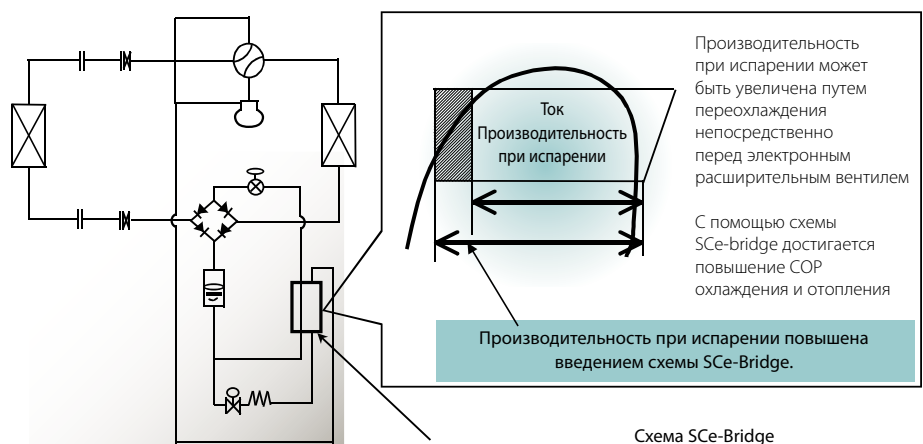 Ток
Производительность
при испарении
Производительность
при испарении может
быть увеличена путем
переохлаждения
непосредственно
перед электронным
расширительным вентилем
С помощью схемы
SCe-bridge достигается
повышение COP
охлаждения и отопления
Производительность при испарении повышена
введением схемы SCe-Bridge.
Схема SCe-Bridge